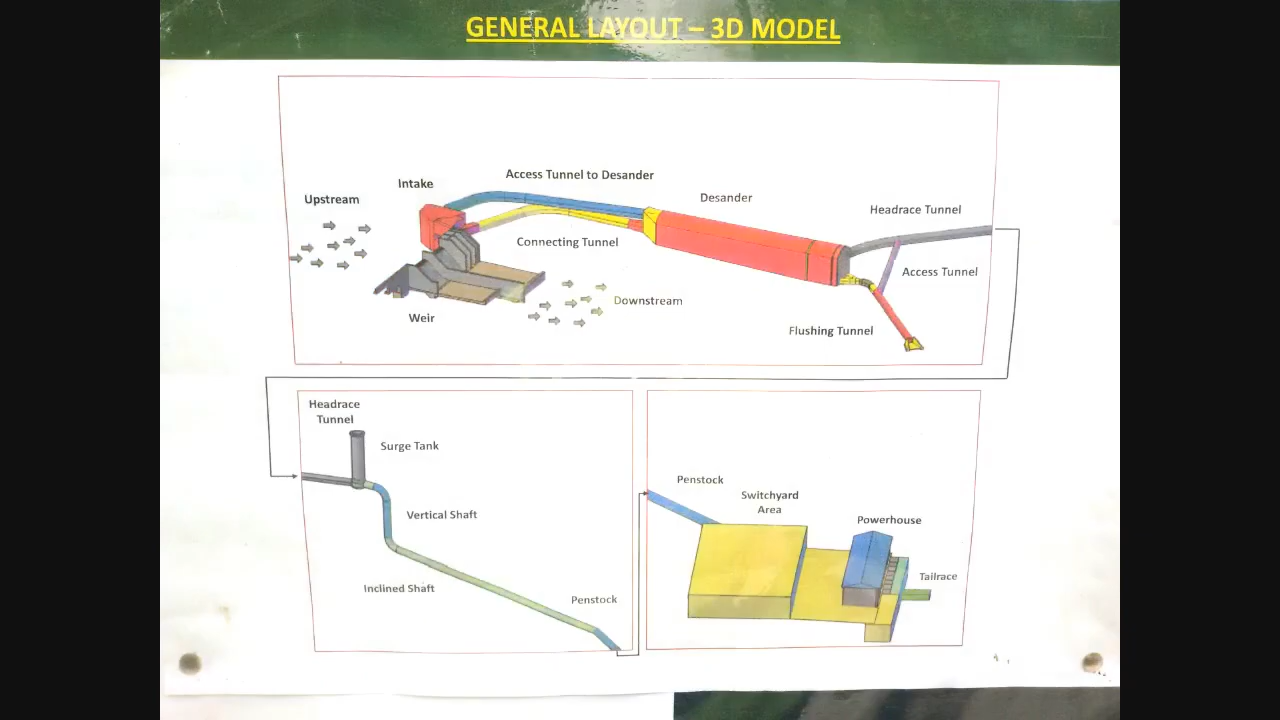 GENERAL LAYOUT – 3D MODEL
Access Tunnel to Desander
Intake
Upstream
Desander
Headrace Tunnel
Connecting Tunnel
Access Tunnel
Downstream
Weir
Flushing Tunnel
Headrace
Tunnel
Surge Tank
Vertical Shaft
Inclined Shaft
Penstock
Penstock
Switchyard
Area
Powerhouse
Tailrace